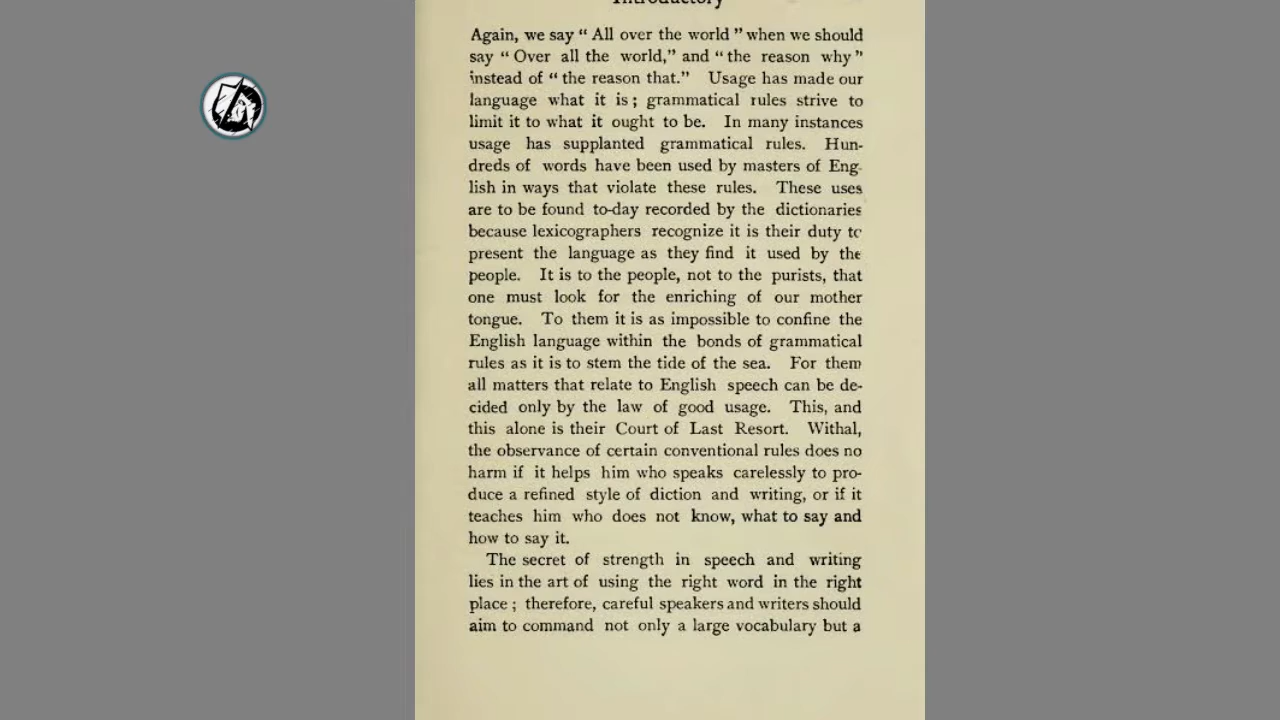 Introductory
Again, we say “ All over the world ” when we should
say “ Over all the world,” and “ the reason why ”
instead of “ the reason that.” Usage has made our
language what it is ; grammatical rules strive to
limit it to what it ought to be. In many instances
usage has supplanted grammatical rules. Hun-
dreds of words have been used by masters of Eng-
lish in ways that violate these rules. These uses
are to be found to-day recorded by the dictionaries
because lexicographers recognize it is their duty to
present the language as they find it used by the
people. It is to the people, not to the purists, that
one must look for the enriching of our mother
tongue. To them it is as impossible to confine the
English language within the bonds of grammatical
rules as it is to stem the tide of the sea. For them
all matters that relate to English speech can be de-
cided only by the law of good usage. This, and
this alone is their Court of Last Resort. Withal,
the observance of certain conventional rules does no
harm if it helps him who speaks carelessly to pro-
duce a refined style of diction and writing, or if it
teaches him who does not know, what to say and
how to say it.
The secret of strength in speech and writing
lies in the art of using the right word in the right
place ; therefore, careful speakers and writers should
aim to command not only a large vocabulary but a